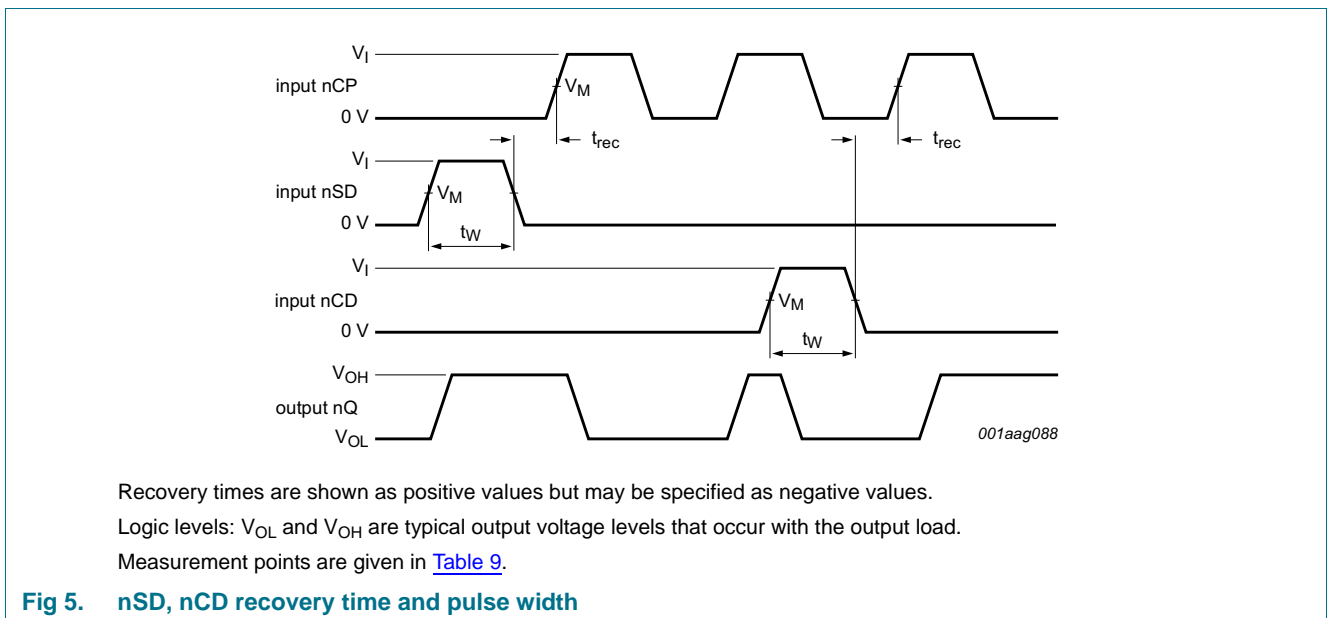 V_I
input nCP
V_M
0 V
t_rec
t_rec
V_I
input nSD
V_M
0 V
t_W
V_I
input nCD
V_M
0 V
t_W
V_OH
output nQ
V_OL
001aag088
Recovery times are shown as positive values but may be specified as negative values.
Logic levels: V_OL and V_OH are typical output voltage levels that occur with the output load.
Measurement points are given in Table 9.
Fig 5. nSD, nCD recovery time and pulse width